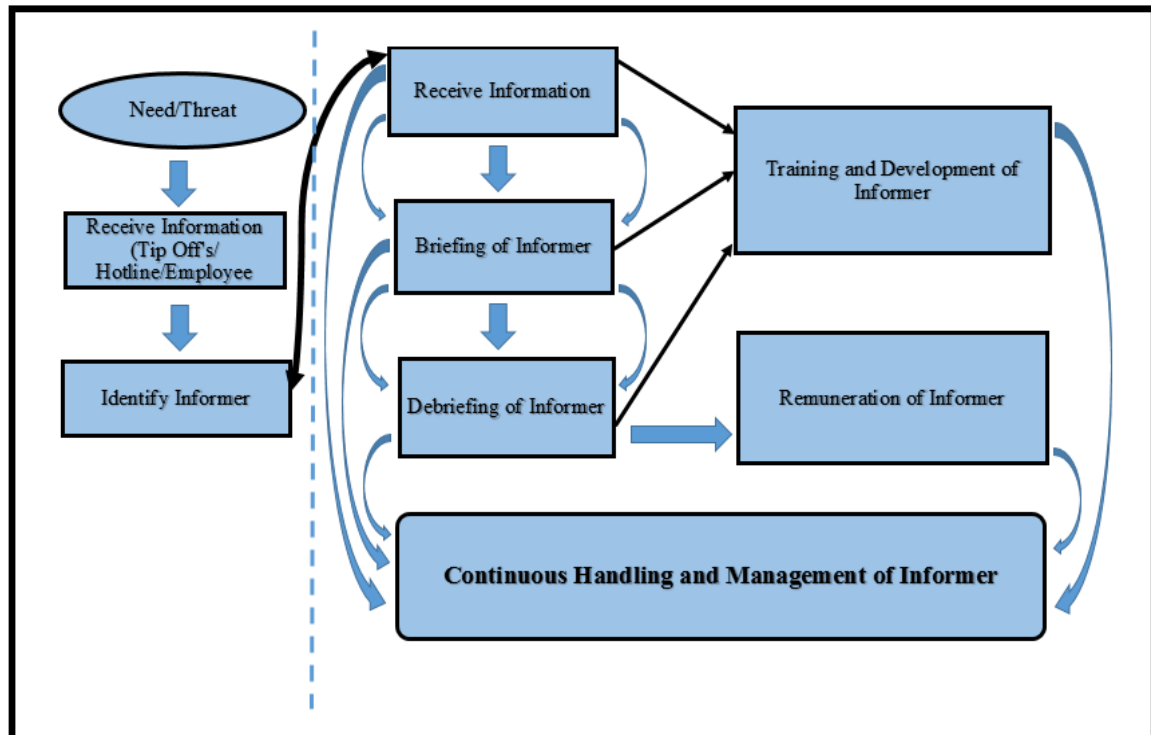 Need/Threat
Receive Information
(Tip Off's/
Hotline/Employee
Identify Informer
Receive Information
Briefing of Informer
Debriefing of Informer
Training and Development of
Informer
Remuneration of Informer
Continuous Handling and Management of Informer